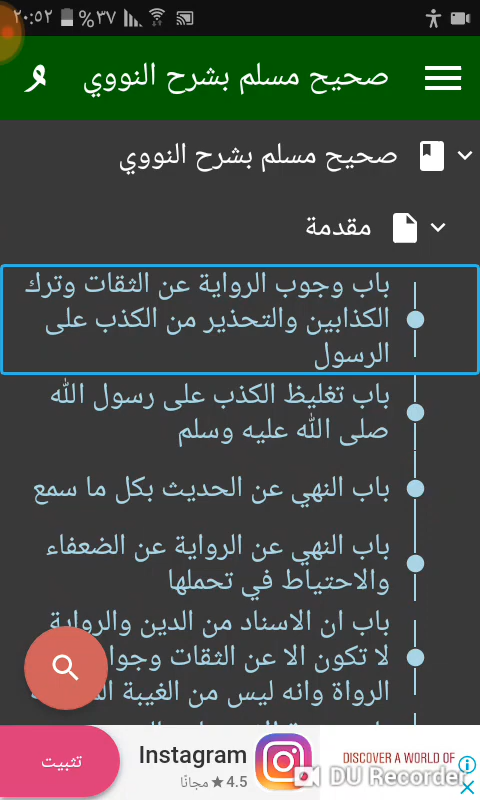 ٢٠:٥٢ %٣٧
صحيح مسلم بشرح النووي
صحيح مسلم بشرح النووي
مقدمة
باب وجوب الرواية عن الثقات وترك
الكذابين والتحذير من الكذب على
الرسول
باب تغليظ الكذب على رسول الله
صلى الله عليه وسلم
باب النهي عن الحديث بكل ما سمع
باب النهي عن الرواية عن الضعفاء
والاحتياط في تحملها
باب ان الاسناد من الدين والرواية
لا تكون الا عن الثقات
الرواة وانه ليس من الغيبة
تثبيت
Instagram
4.5 ★ مجانًا
DISCOVER A WORLD OF
DU Recorder